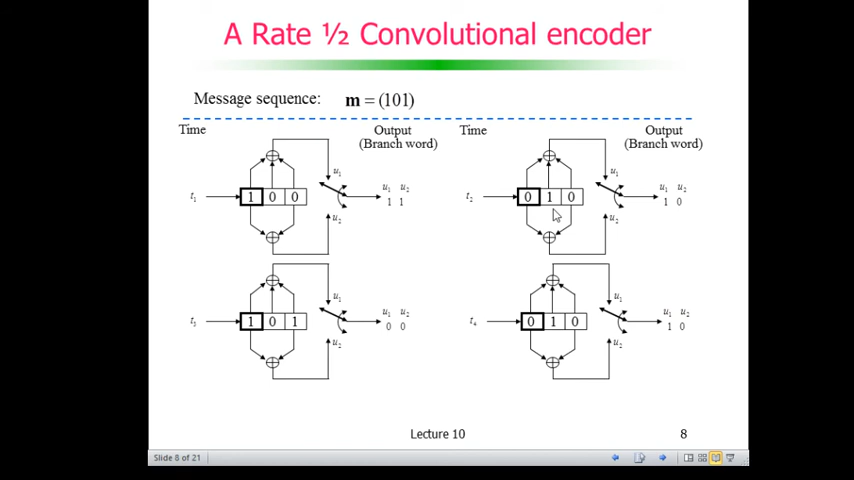 A Rate ½ Convolutional encoder
Message sequence: m = (101)
Time
Output
(Branch word)
Time
Output
(Branch word)
t1
1 0 0
u1
u2
u1 u2
1 1
t2
0 1 0
u1
u2
u1 u2
1 0
t3
1 0 1
u1
u2
u1 u2
0 0
t4
0 1 0
u1
u2
u1 u2
1 0
Lecture 10
8
Slide 8 of 21